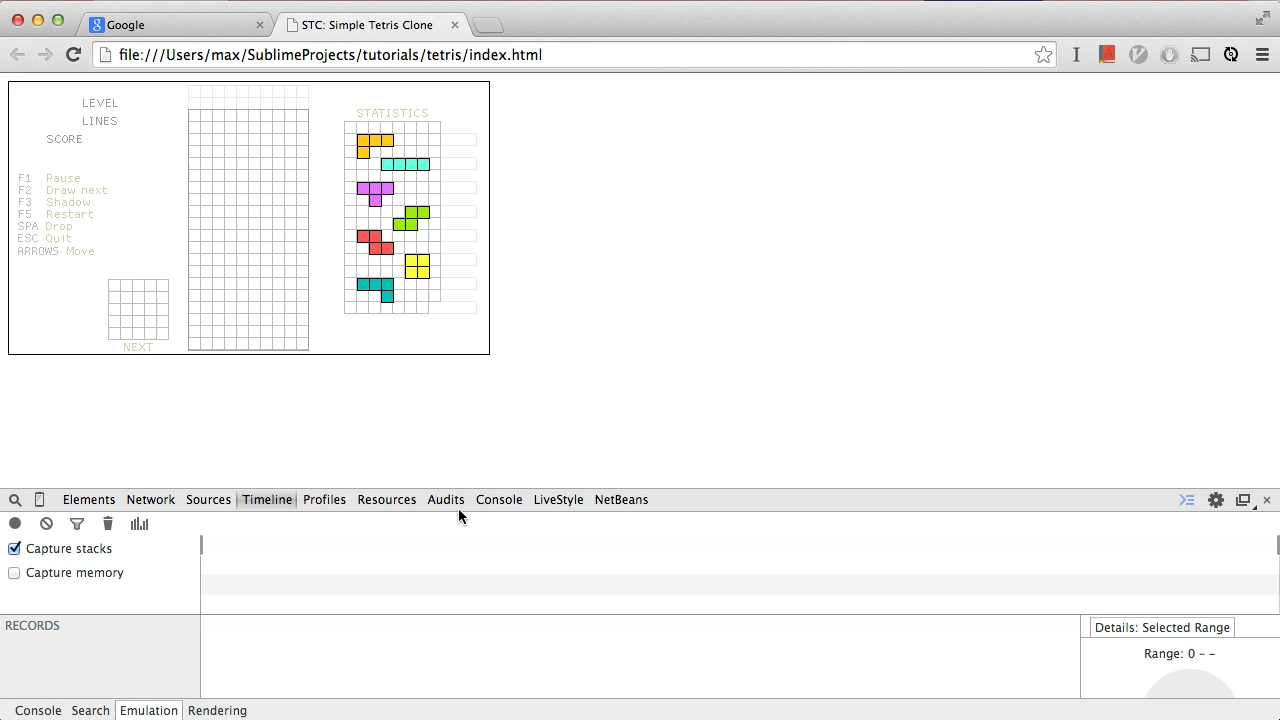 Google
STC: Simple Tetris Clone
file:///Users/max/SublimeProjects/tutorials/tetris/index.html
LEVEL
LINES
SCORE
STATISTICS
F1 Pause
F2 Draw next
F3 Shadow
F5 Restart
SPA Drop
ESC Quit
ARROWS Move
NEXT
Elements Network Sources Timeline Profiles Resources Audits Console LiveStyle NetBeans
Capture stacks
Capture memory
RECORDS
Details: Selected Range
Range: 0 – –
Console Search Emulation Rendering